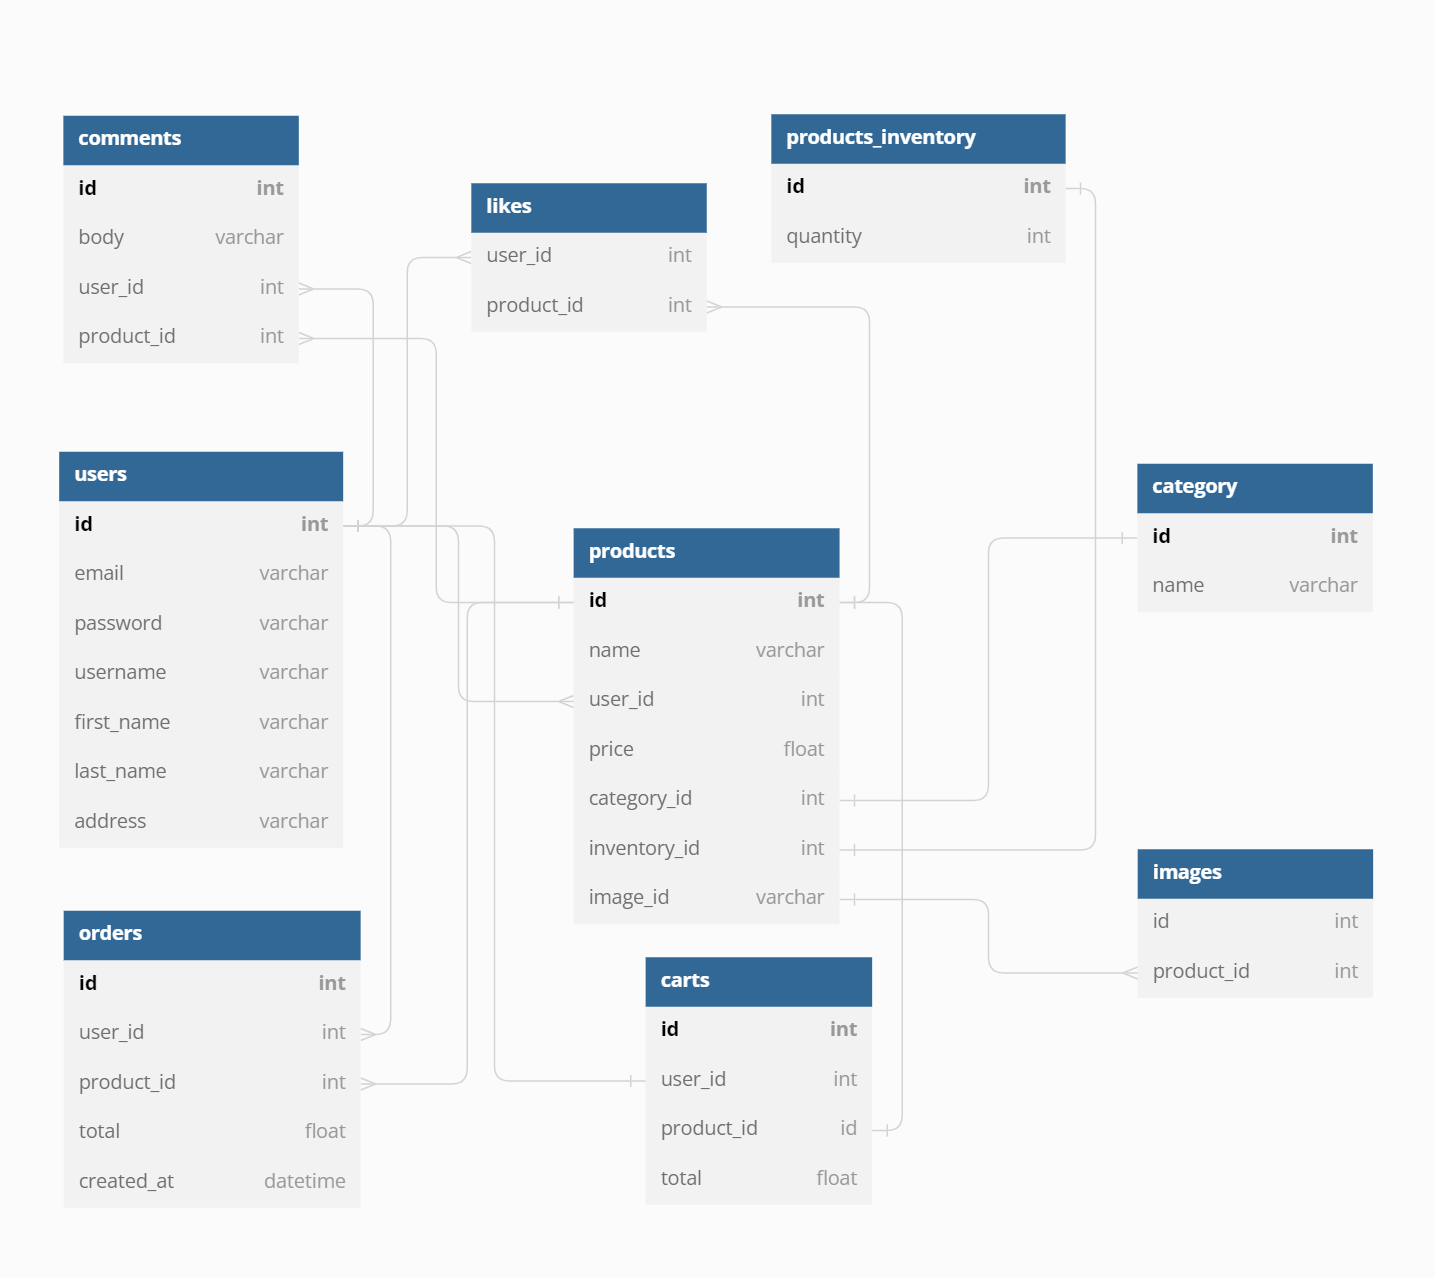 comments
id int
body varchar
user_id int
product_id int
likes
user_id int
product_id int
products_inventory
id int
quantity int
users
id int
email varchar
password varchar
username varchar
first_name varchar
last_name varchar
address varchar
products
id int
name varchar
user_id int
price float
category_id int
inventory_id int
image_id varchar
category
id int
name varchar
images
id int
product_id int
orders
id int
user_id int
product_id int
total float
created_at datetime
carts
id int
user_id int
product_id id
total float